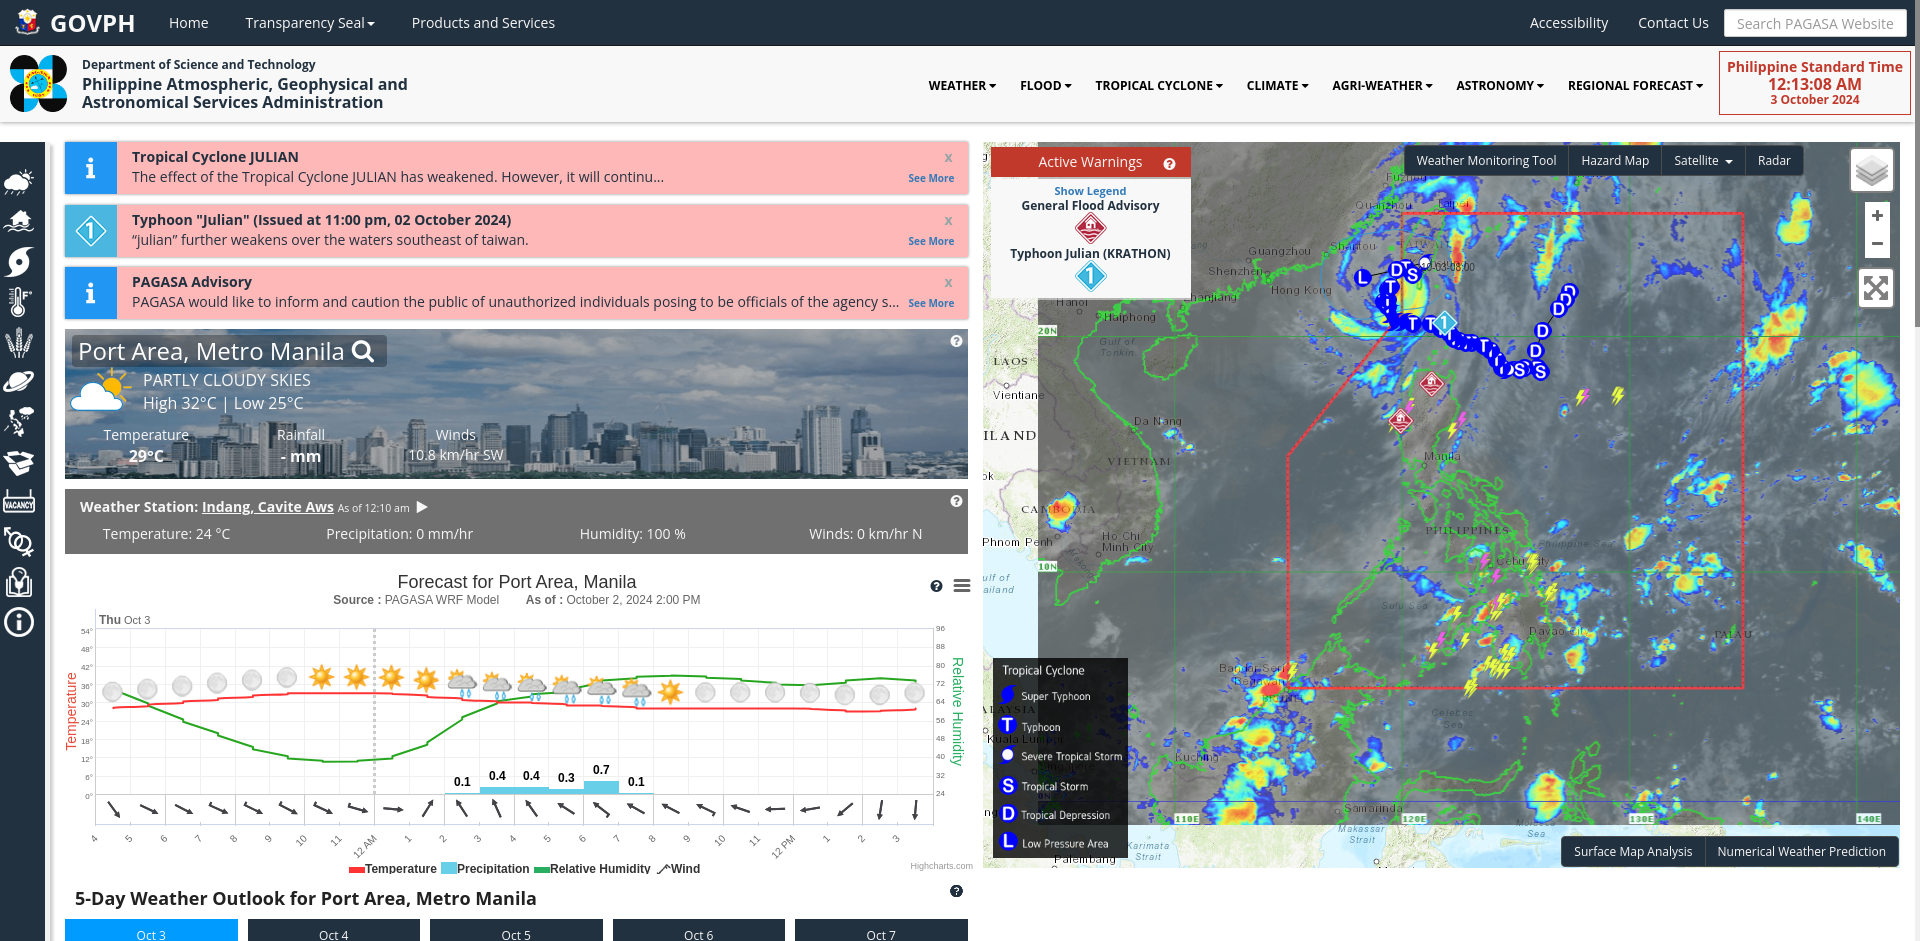 GOVPH
Home
Transparency Seal
Products and Services
Accessibility
Contact Us
Search PAGASA Website
Department of Science and Technology
Philippine Atmospheric, Geophysical and
Astronomical Services Administration
WEATHER
FLOOD
TROPICAL CYCLONE
CLIMATE
AGRI-WEATHER
ASTRONOMY
REGIONAL FORECAST
Philippine Standard Time
12:13:08 AM
3 October 2024
Tropical Cyclone JULIAN
x
The effect of the Tropical Cyclone JULIAN has weakened. However, it will continu...
See More
1
Typhoon "Julian" (Issued at 11:00 pm, 02 October 2024)
x
“julian” further weakens over the waters southeast of taiwan.
See More
PAGASA Advisory
x
PAGASA would like to inform and caution the public of unauthorized individuals posing to be officials of the agency s...
See More
Port Area, Metro Manila
PARTLY CLOUDY SKIES
High 32°C | Low 25°C
Temperature
Rainfall
Winds
29°C
- mm
10.8 km/hr SW
VACANCY
Weather Station: Indang, Cavite Aws As of 12:10 am
Temperature: 24 °C
Precipitation: 0 mm/hr
Humidity: 100 %
Winds: 0 km/hr N
Forecast for Port Area, Manila
Source : PAGASA WRF Model
As of : October 2, 2024 2:00 PM
Thu Oct 3
54°
48°
42°
36°
30°
24°
18°
12°
6°
0°
Temperature
96
88
80
72
64
56
48
40
32
24
Relative Humidity
0.1
0.4
0.4
0.3
0.7
0.1
4
5
6
7
8
9
10
11
12 AM
1
2
3
4
5
6
7
8
9
10
11
12 PM
1
2
3
Temperature
Precipitation
Relative Humidity
Wind
Highcharts.com
5-Day Weather Outlook for Port Area, Metro Manila
Oct 3
Oct 4
Oct 5
Oct 6
Oct 7
Active Warnings
Show Legend
General Flood Advisory
Typhoon Julian (KRATHON)
1
Weather Monitoring Tool
Hazard Map
Satellite
Radar
+
−
Fuzhou
Quanzhou
Taipei
Guangzhou
Shantou
TAIWAN
Shenzhen
Hong Kong
Zhanjiang
Hanoi
Haiphong
20N
Gulf of
Tonkin
LAOS
Vientiane
Da Nang
VIETNAM
CAMBODIA
Phnom Penh
Ho Chi
Minh City
10N
Manila
PHILIPPINES
Philippine Sea
Cebu City
Sulu Sea
Davao City
PALAU
Bandar Seri
Begawan
Celebes
Sea
Kuala Lumpur
Kuching
Samarinda
110E
120E
130E
140E
Makassar
Strait
Karimata
Strait
Palembang
Tropical Cyclone
Super Typhoon
T Typhoon
Severe Tropical Storm
S Tropical Storm
D Tropical Depression
L Low Pressure Area
Surface Map Analysis
Numerical Weather Prediction